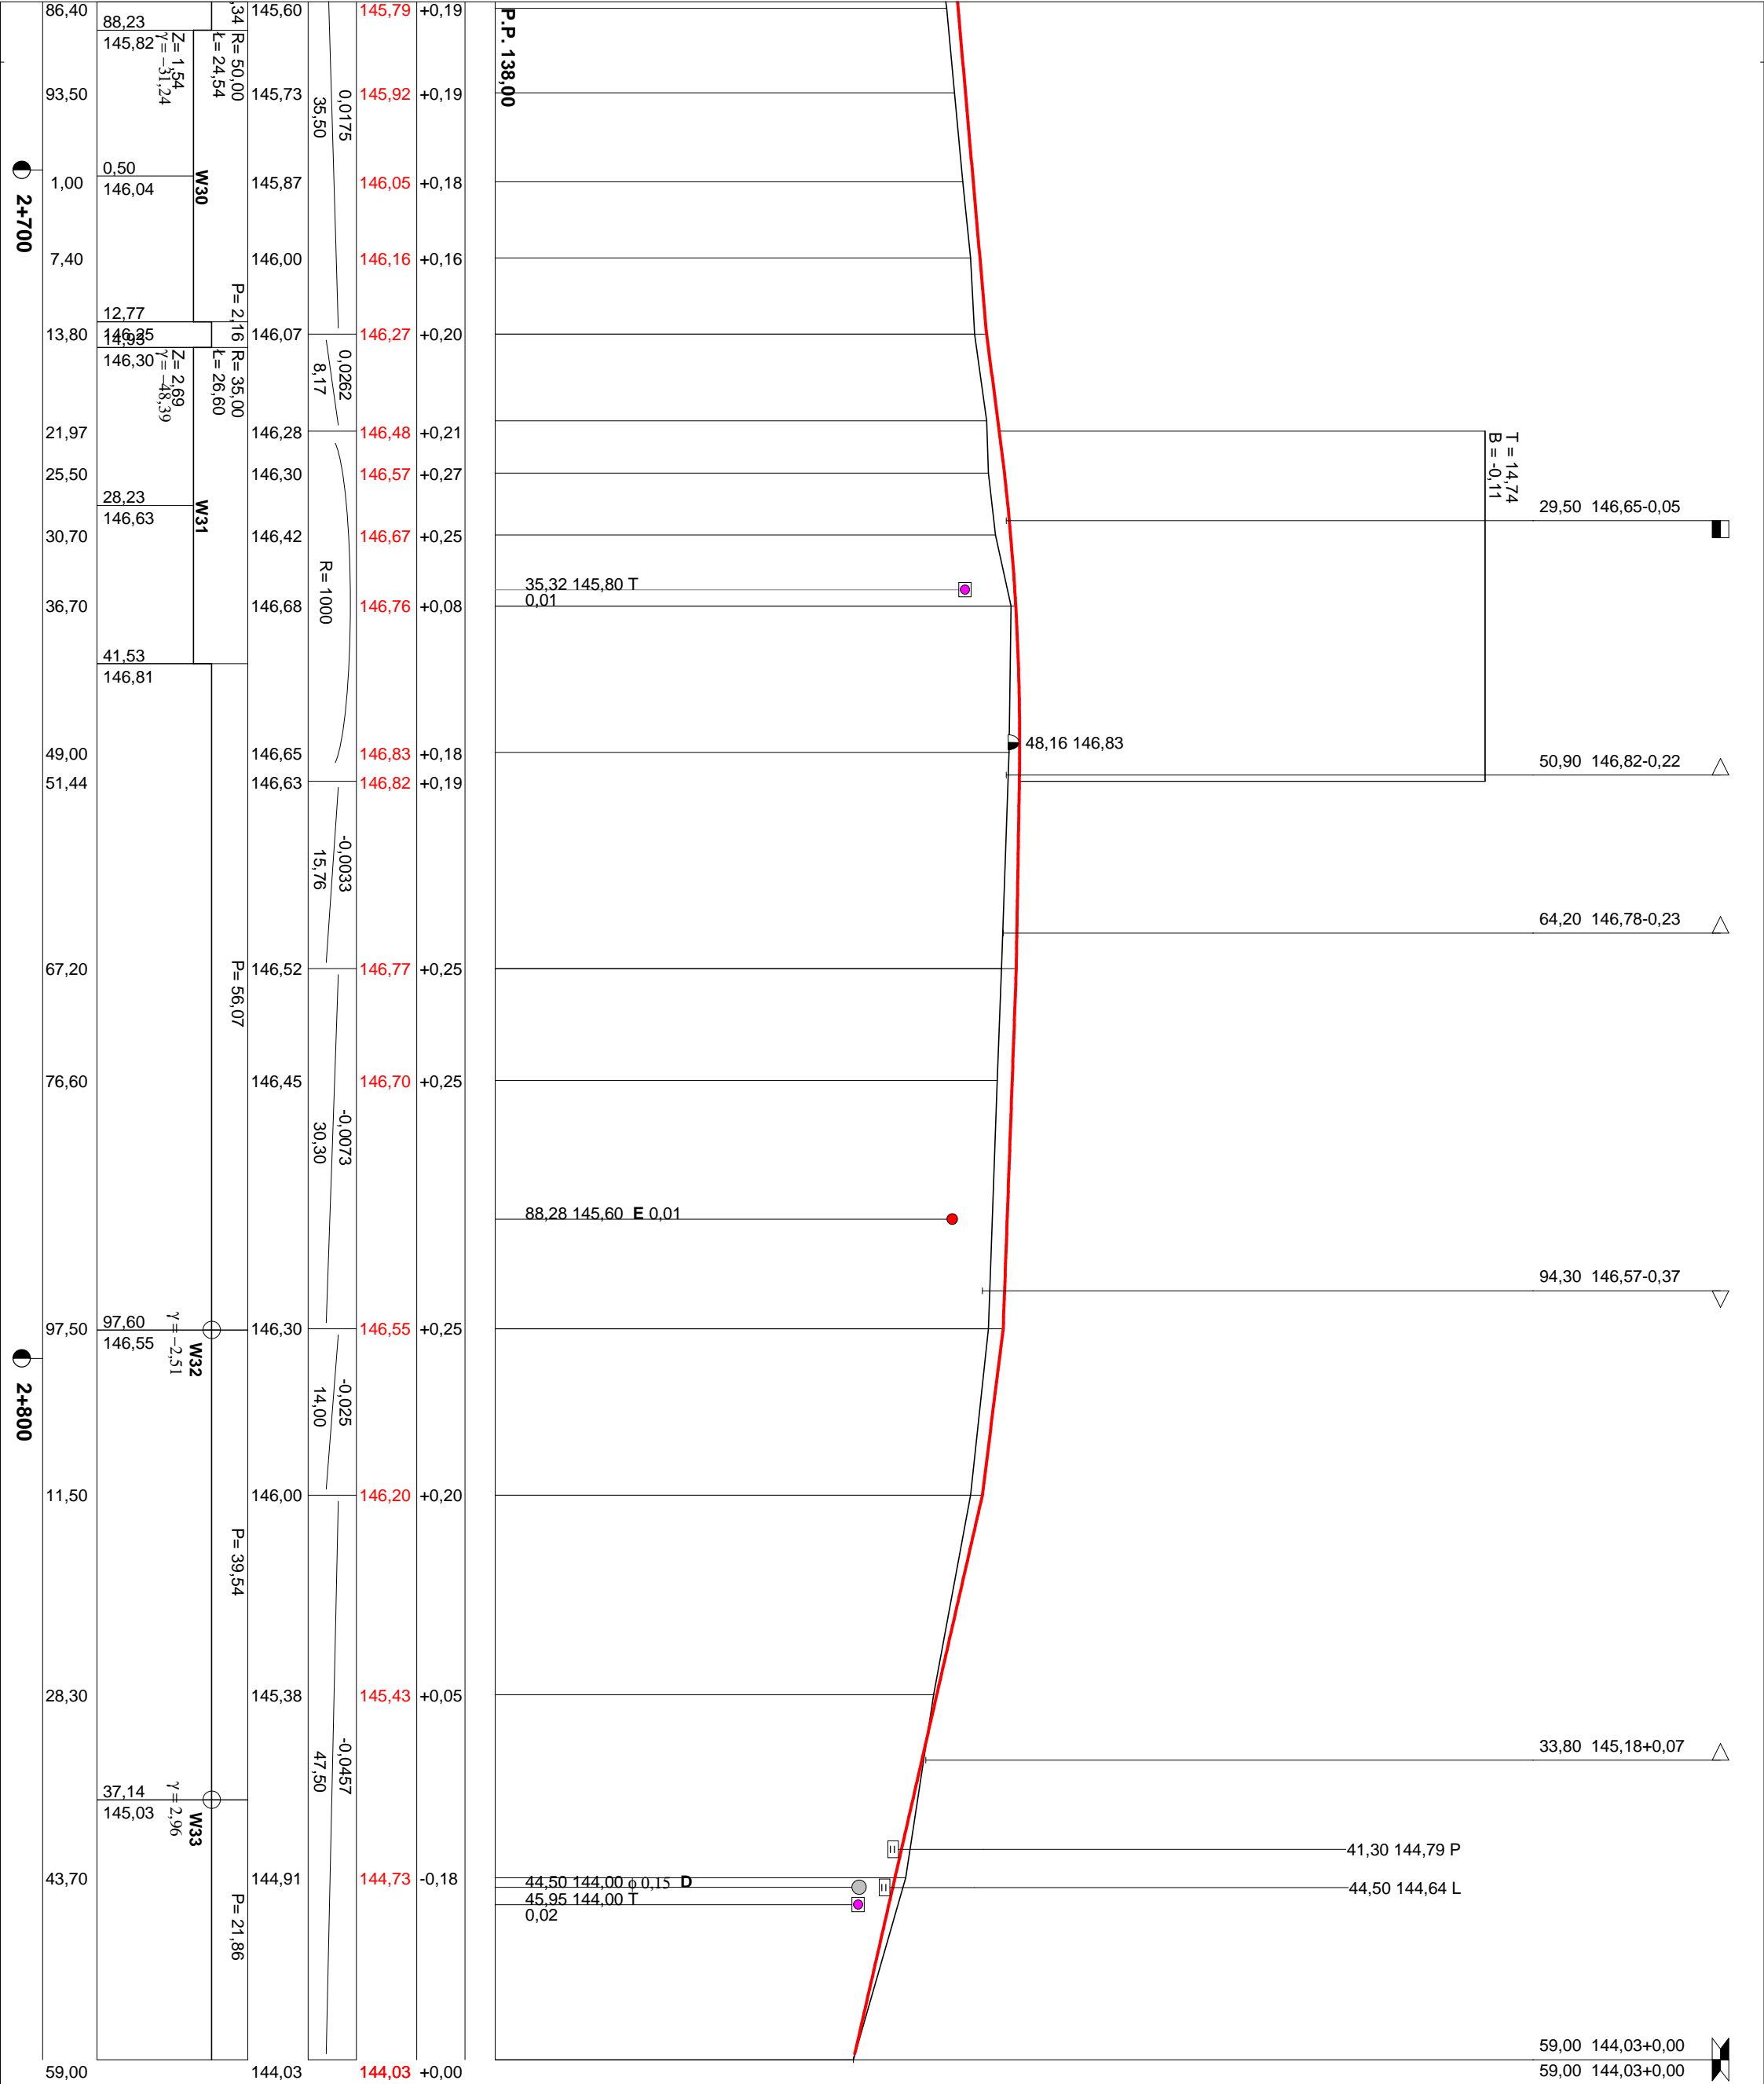 86,40 88,23 ,34 145,60 145,79 +0,19
145,82
Z= 1,54
γ = -31,24
R= 50,00
Ł= 24,54
P.P. 138,00
93,50 145,73 145,92 +0,19
0,0175
35,50
0,50
1,00 146,04 W30 145,87 146,05 +0,18
2+700
7,40 146,00 146,16 +0,16
P= 2,16
12,77
13,80 146,25 146,07 146,27 +0,20
14,93
146,30
Z= 2,69
γ = -48,39
R= 35,00
Ł= 26,60
0,0262
8,17
21,97 146,28 146,48 +0,21
T = 14,74
B = -0,11
25,50 146,30 146,57 +0,27
28,23
146,63
W31
29,50 146,65-0,05
30,70 146,42 146,67 +0,25
R= 1000
35,32 145,80 T
0,01
36,70 146,68 146,76 +0,08
41,53
146,81
48,16 146,83
49,00 146,65 146,83 +0,18
50,90 146,82-0,22
51,44 146,63 146,82 +0,19
-0,0033
15,76
64,20 146,78-0,23
67,20 146,52 146,77 +0,25
P= 56,07
76,60 146,45 146,70 +0,25
-0,0073
30,30
88,28 145,60 E 0,01
94,30 146,57-0,37
97,60
97,50 146,30 146,55 +0,25
146,55
γ = -2,51
W32
2+800
-0,025
14,00
11,50 146,00 146,20 +0,20
P= 39,54
28,30 145,38 145,43 +0,05
33,80 145,18+0,07
-0,0457
47,50
37,14
145,03
γ = 2,96
W33
41,30 144,79 P
43,70 144,91 144,73 -0,18
44,50 144,00 ϕ 0,15 D
44,50 144,64 L
45,95 144,00 T
0,02
P= 21,86
59,00 144,03+0,00
59,00 144,03 144,03 +0,00
59,00 144,03+0,00